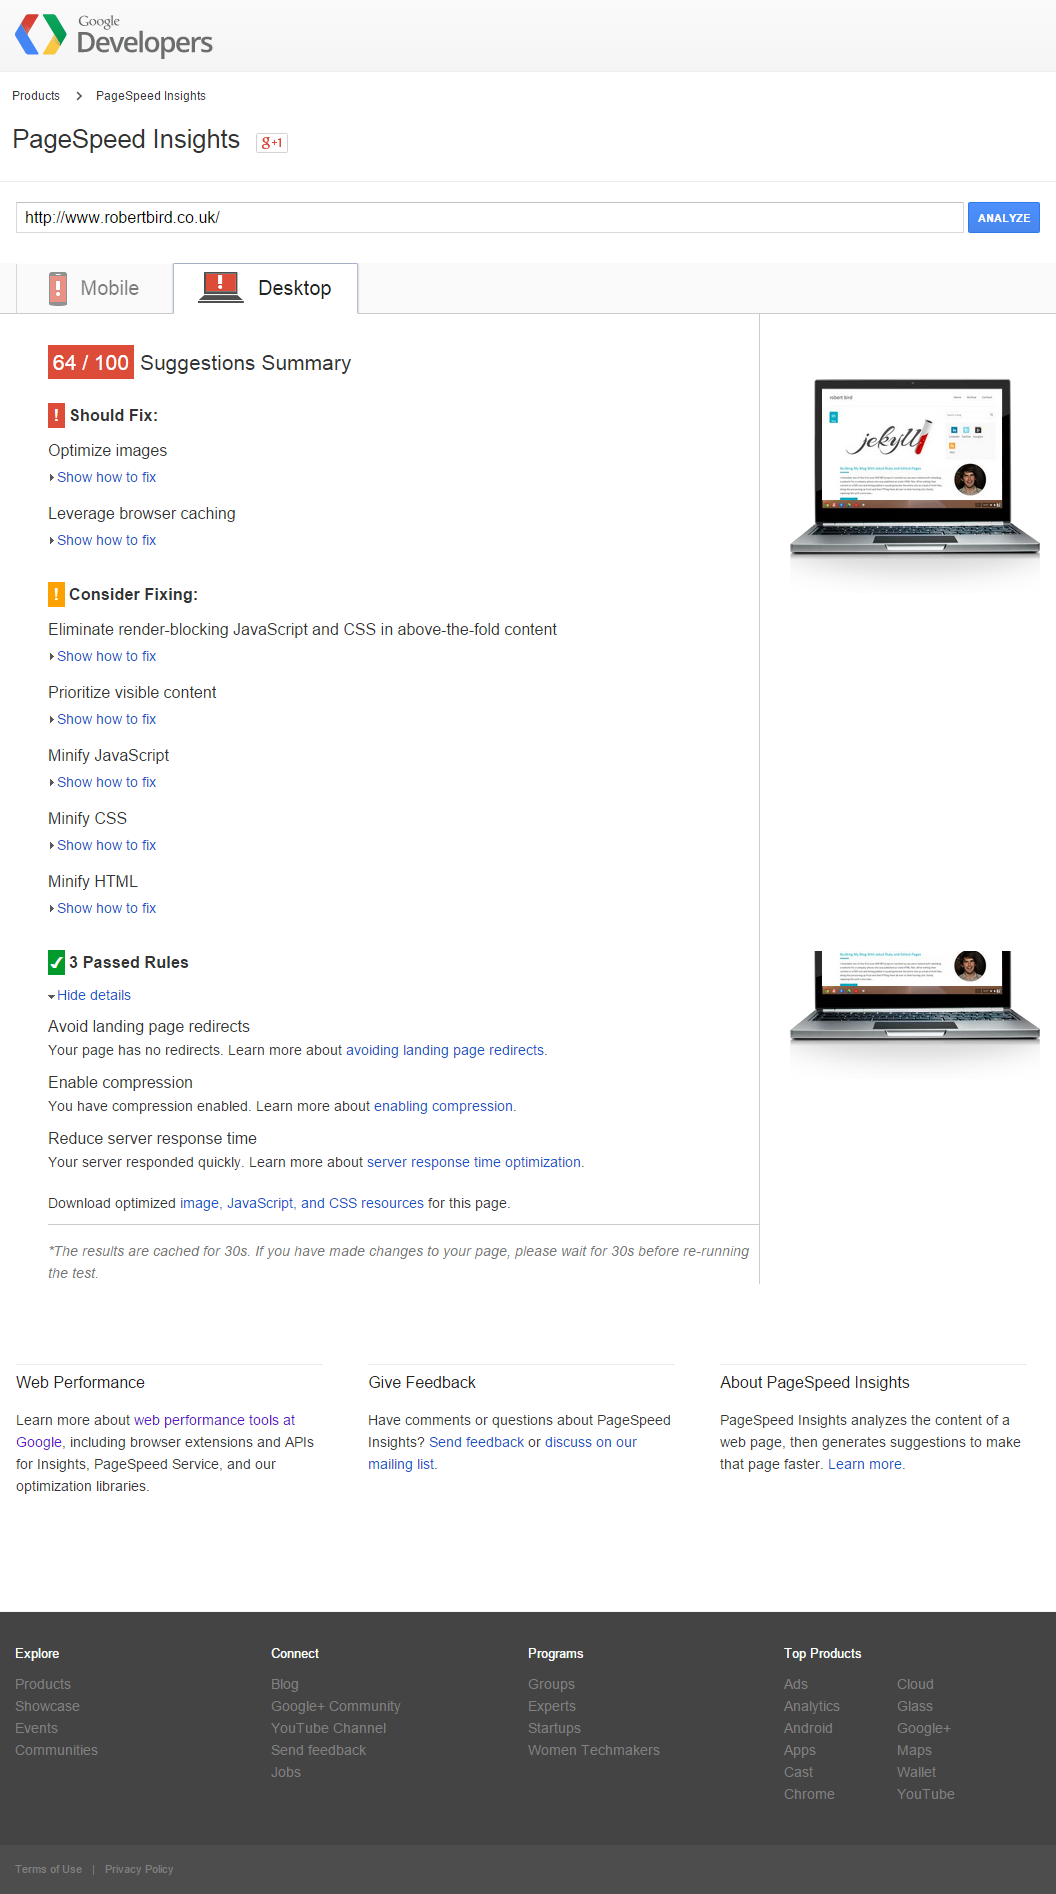 Google
Developers
Products > PageSpeed Insights
PageSpeed Insights g+1
http://www.robertbird.co.uk/ ANALYZE
Mobile Desktop
64 / 100 Suggestions Summary
! Should Fix:
Optimize images
Show how to fix
Leverage browser caching
Show how to fix
! Consider Fixing:
Eliminate render-blocking JavaScript and CSS in above-the-fold content
Show how to fix
Prioritize visible content
Show how to fix
Minify JavaScript
Show how to fix
Minify CSS
Show how to fix
Minify HTML
Show how to fix
3 Passed Rules
Hide details
Avoid landing page redirects
Your page has no redirects. Learn more about avoiding landing page redirects.
Enable compression
You have compression enabled. Learn more about enabling compression.
Reduce server response time
Your server responded quickly. Learn more about server response time optimization.
Download optimized image, JavaScript, and CSS resources for this page.
*The results are cached for 30s. If you have made changes to your page, please wait for 30s before re-running
the test.
robert bird
jekyll
Building My Blog With Jekyll Ruby and GitHub Pages
Web Performance
Learn more about web performance tools at
Google, including browser extensions and APIs
for Insights, PageSpeed Service, and our
optimization libraries.
Give Feedback
Have comments or questions about PageSpeed
Insights? Send feedback or discuss on our
mailing list.
About PageSpeed Insights
PageSpeed Insights analyzes the content of a
web page, then generates suggestions to make
that page faster. Learn more.
Explore
Products
Showcase
Events
Communities
Connect
Blog
Google+ Community
YouTube Channel
Send feedback
Jobs
Programs
Groups
Experts
Startups
Women Techmakers
Top Products
Ads
Analytics
Android
Apps
Cast
Chrome
Cloud
Glass
Google+
Maps
Wallet
YouTube
Terms of Use | Privacy Policy